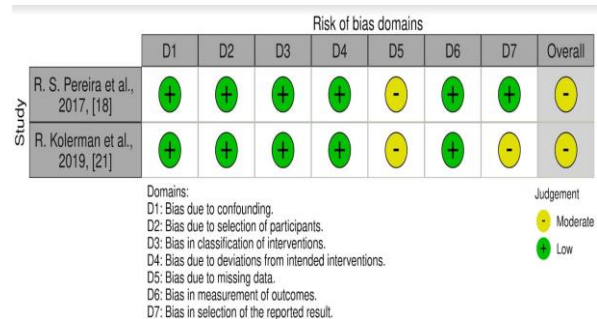 Risk of bias domains
D1 D2 D3 D4 D5 D6 D7 Overall
Study
R. S. Pereira et al., 2017, [18] + + + + - + + -
R. Kolerman et al., 2019, [21] + + + + - + - -
Domains:
D1: Bias due to confounding.
D2: Bias due to selection of participants.
D3: Bias in classification of interventions.
D4: Bias due to deviations from intended interventions.
D5: Bias due to missing data.
D6: Bias in measurement of outcomes.
D7: Bias in selection of the reported result.
Judgement
- Moderate
+ Low